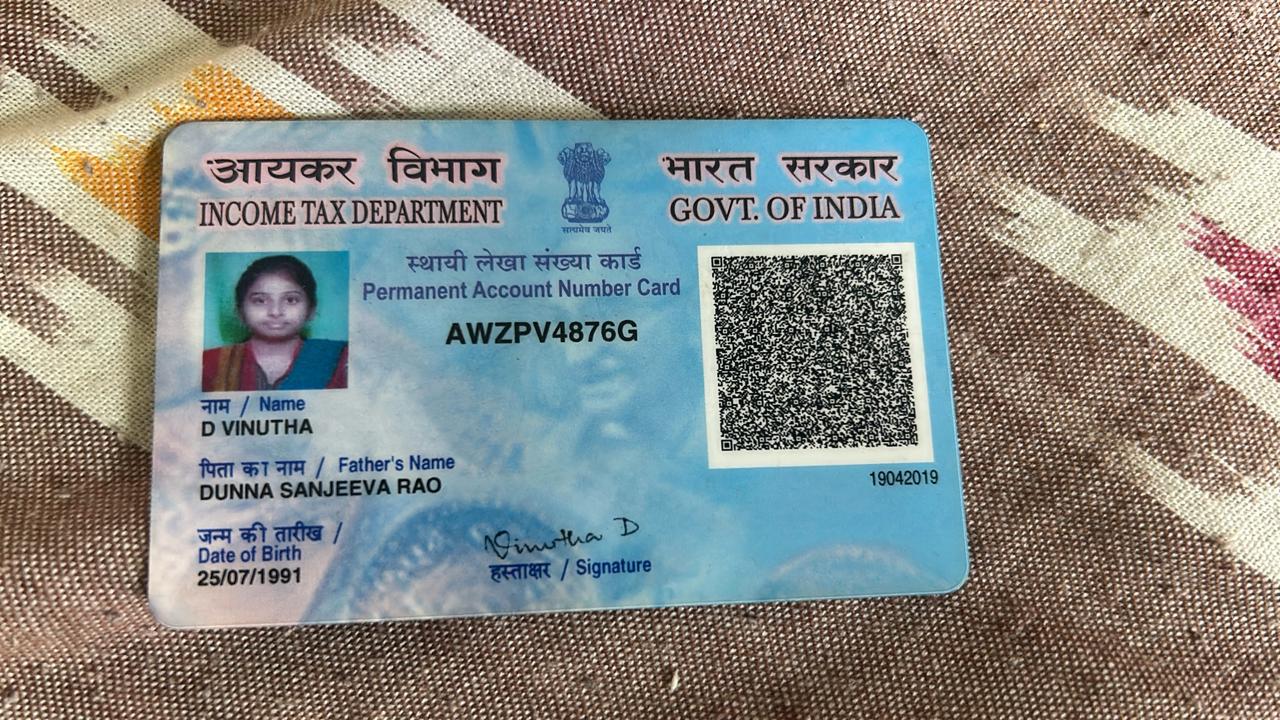 आयकर विभाग
INCOME TAX DEPARTMENT
सत्यमेव जयते
भारत सरकार
GOVT. OF INDIA
स्थायी लेखा संख्या कार्ड
Permanent Account Number Card
AWZPV4876G
नाम / Name
D VINUTHA
पिता का नाम / Father's Name
DUNNA SANJEEVA RAO
जन्म की तारीख /
Date of Birth
25/07/1991
Vinutha D
हस्ताक्षर / Signature
19042019